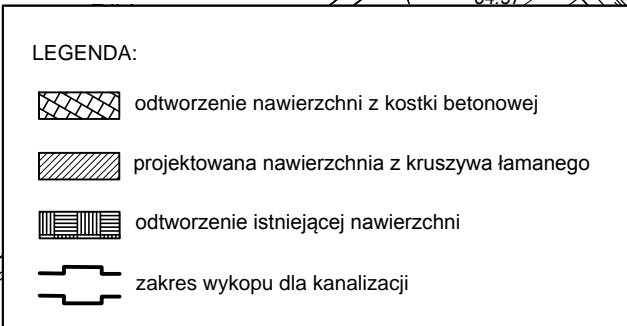 LEGENDA:
odtworzenie nawierzchni z kostki betonowej
projektowana nawierzchnia z kruszywa łamanego
odtworzenie istniejącej nawierzchni
zakres wykopu dla kanalizacji